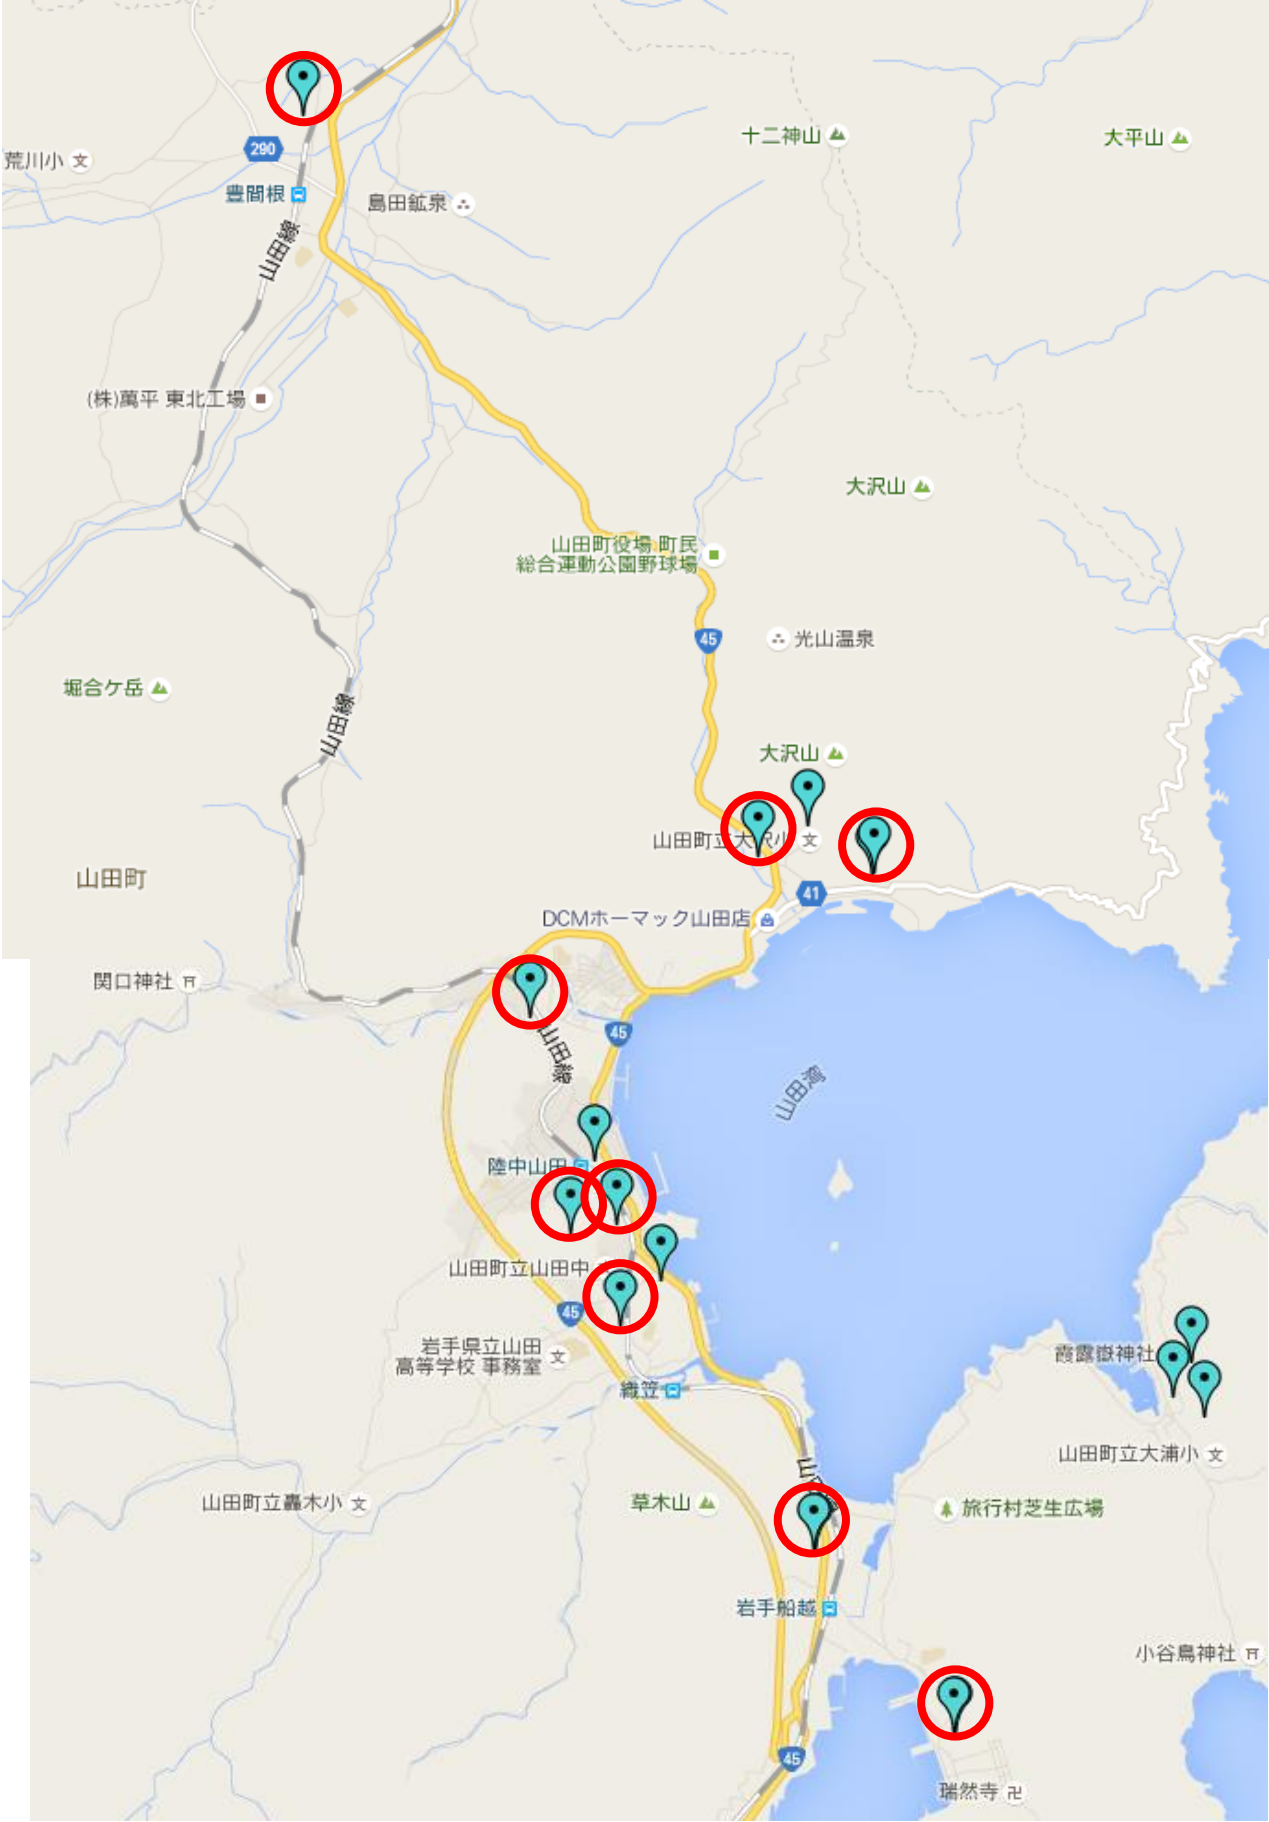 十二神山
大平山
荒川小
290
豊間根
島田鉱泉
山田線
(株)萬平 東北工場
大沢山
山田町役場 町民
総合運動公園野球場
45
光山温泉
堀合ケ岳
山田線
大沢山
山田町立大沢小
山田町
41
DCMホーマック山田店
関口神社
45
山田線
山田湾
陸中山田
山田町立山田中
45
岩手県立山田
高等学校 事務室
霞露嶽神社
織笠
山田町立大浦小
山田町立轟木小
草木山
旅行村芝生広場
岩手船越
小谷鳥神社
45
瑞然寺